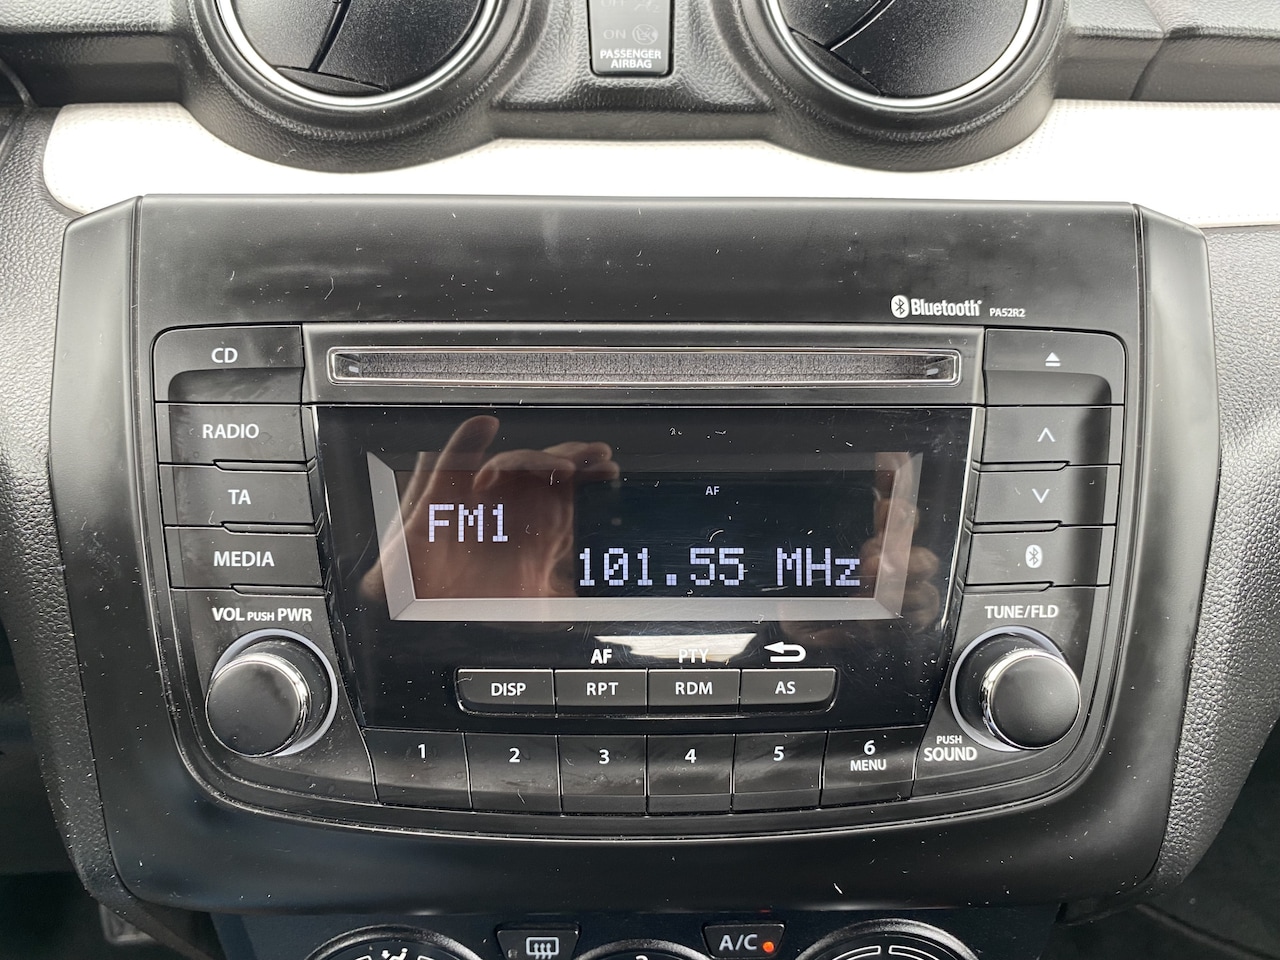 ON
PASSENGER
AIRBAG
Bluetooth PA52R2
CD
RADIO
TA
MEDIA
AF
FM1
101.55 MHz
VOL PUSH PWR
TUNE/FLD
AF PTY
DISP RPT RDM AS
1 2 3 4 5 6
MENU
PUSH
SOUND
A/C